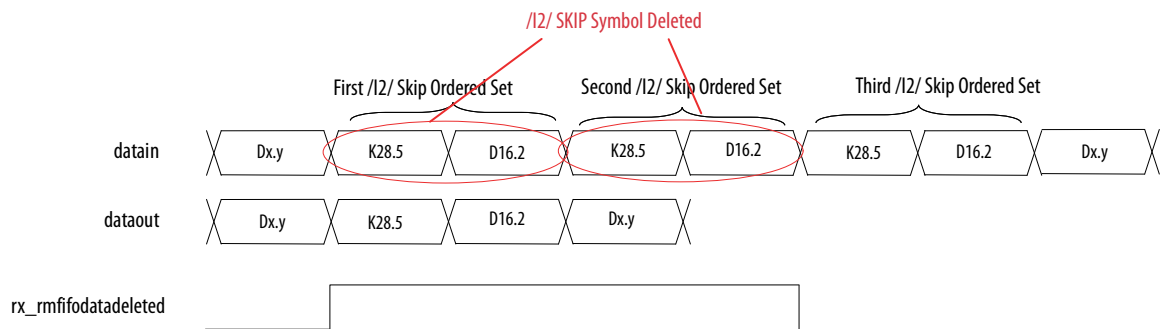 /I2/ SKIP Symbol Deleted
First /I2/ Skip Ordered Set Second /I2/ Skip Ordered Set Third /I2/ Skip Ordered Set
datain Dx.y K28.5 D16.2 K28.5 D16.2 K28.5 D16.2 Dx.y
dataout Dx.y K28.5 D16.2 Dx.y
rx_rmfifodatadeleted